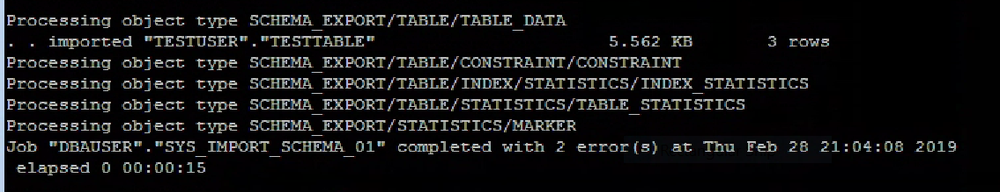 Processing object type SCHEMA_EXPORT/TABLE/TABLE_DATA
. . imported "TESTUSER"."TESTTABLE"                      5.562 KB       3 rows
Processing object type SCHEMA_EXPORT/TABLE/CONSTRAINT/CONSTRAINT
Processing object type SCHEMA_EXPORT/TABLE/INDEX/STATISTICS/INDEX_STATISTICS
Processing object type SCHEMA_EXPORT/TABLE/STATISTICS/TABLE_STATISTICS
Processing object type SCHEMA_EXPORT/STATISTICS/MARKER
Job "DBAUSER"."SYS_IMPORT_SCHEMA_01" completed with 2 error(s) at Thu Feb 28 21:04:08 2019
 elapsed 0 00:00:15